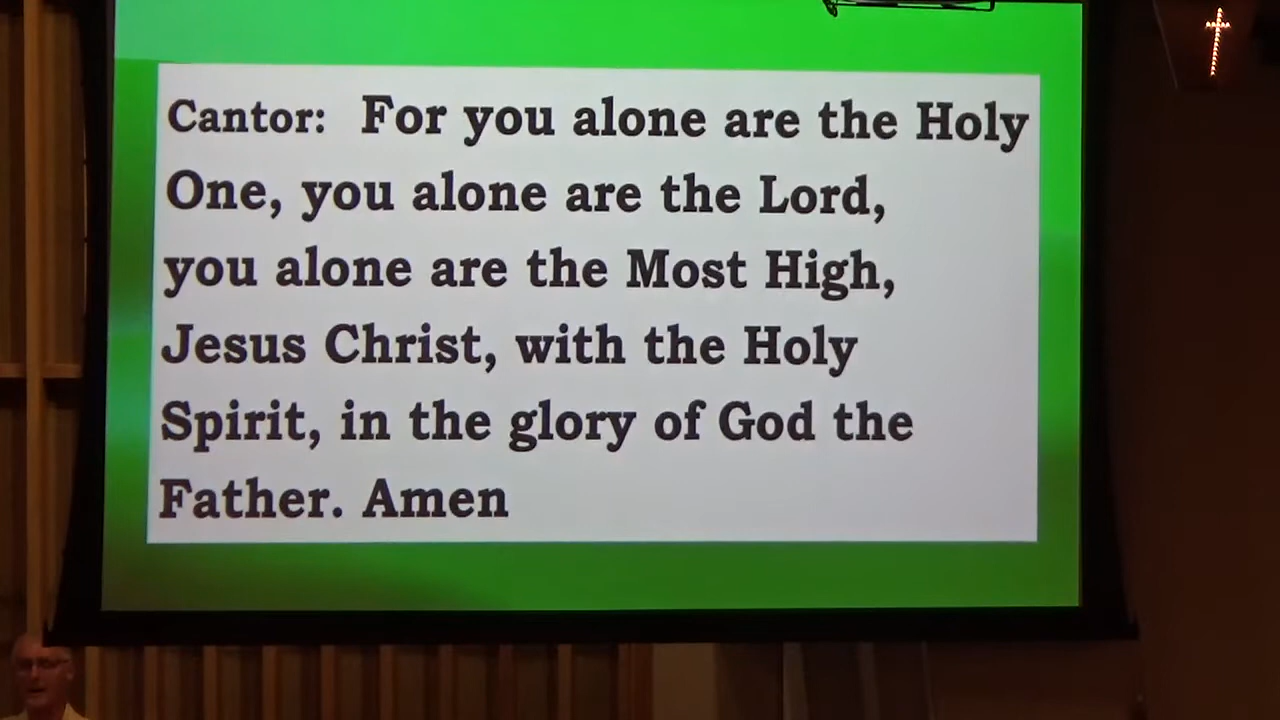 Cantor: For you alone are the Holy
One, you alone are the Lord,
you alone are the Most High,
Jesus Christ, with the Holy
Spirit, in the glory of God the
Father. Amen